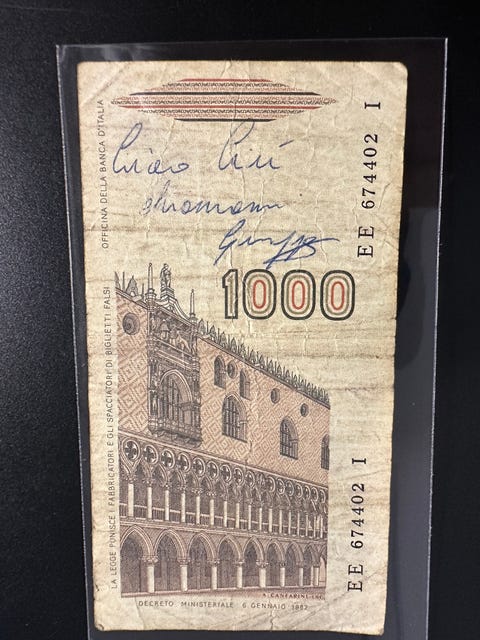 OFFICINA DELLA BANCA D'ITALIA
Ciao
EE 674402 I
1000
LA LEGGE PUNISCE I FABBRICATORI E GLI SPACCIATORI DI BIGLIETTI FALSI
EE 674402 I
A. CANFARINI INC.
DECRETO MINISTERIALE 6 GENNAIO 1982